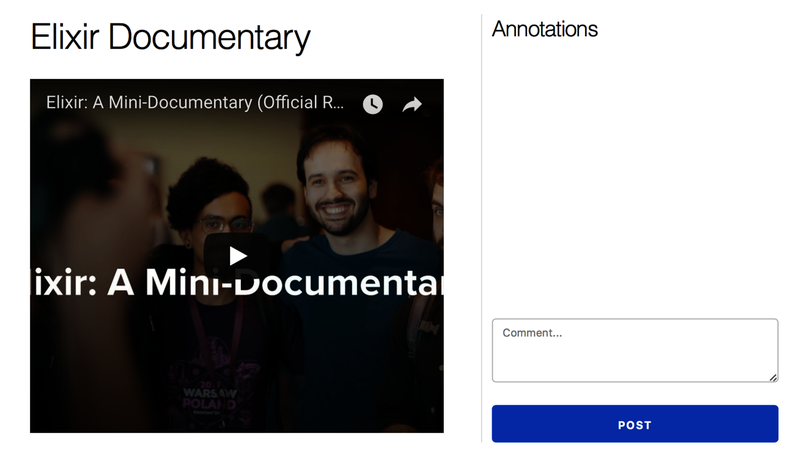 Elixir Documentary
Elixir: A Mini-Documentary (Official R...
lixir: A Mini-Documentar
WARSAW
POLAND
Annotations
Comment...
POST